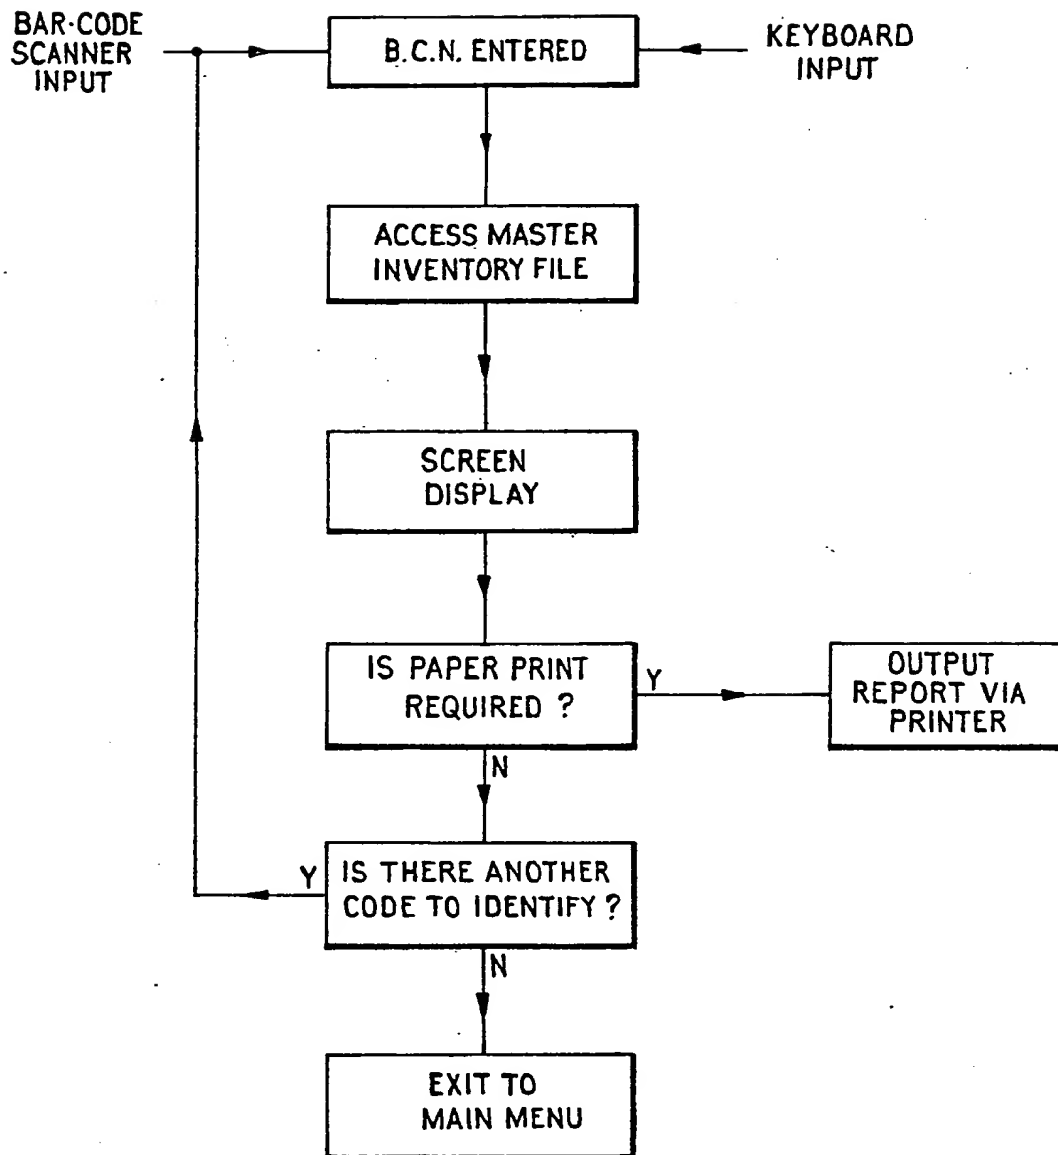 BAR-CODE
SCANNER
INPUT
B.C.N. ENTERED
KEYBOARD
INPUT
ACCESS MASTER
INVENTORY FILE
SCREEN
DISPLAY
IS PAPER PRINT
REQUIRED ?
Y
OUTPUT
REPORT VIA
PRINTER
N
Y
IS THERE ANOTHER
CODE TO IDENTIFY ?
N
EXIT TO
MAIN MENU